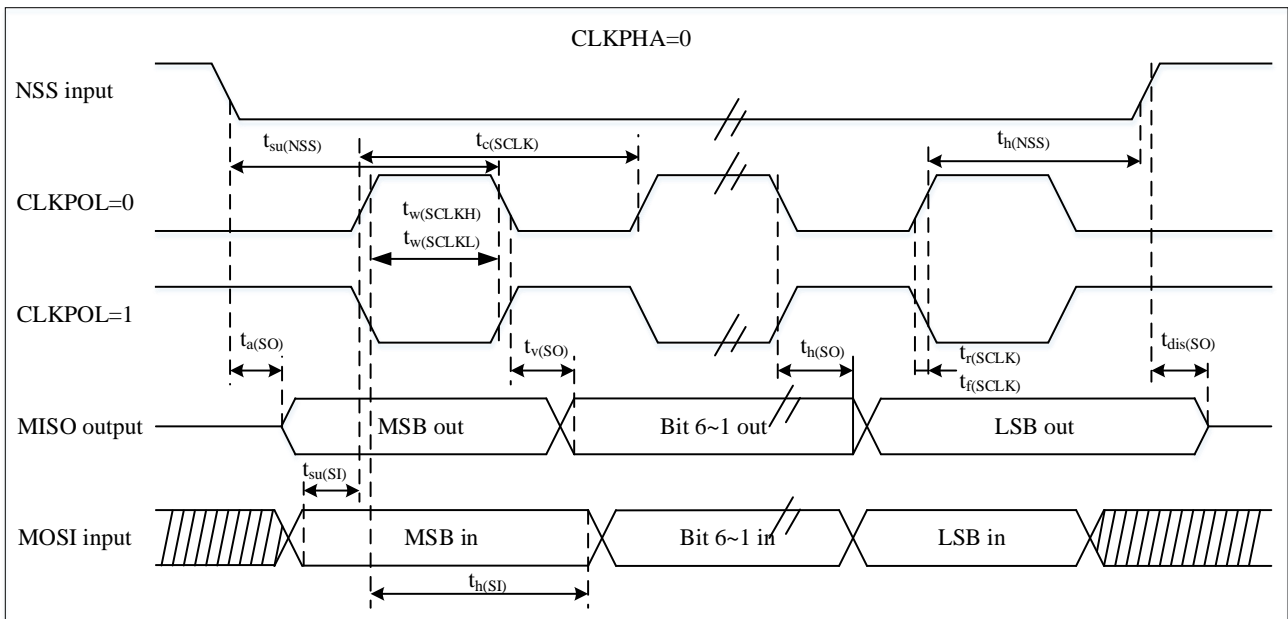 CLKPHA=0
NSS input
tsu(NSS)
tc(SCLK)
th(NSS)
CLKPOL=0
tw(SCLKH)
tw(SCLKL)
CLKPOL=1
ta(SO)
tv(SO)
th(SO)
tr(SCLK)
tf(SCLK)
tdis(SO)
MISO output
MSB out
Bit 6~1 out
LSB out
tsu(SI)
MOSI input
MSB in
Bit 6~1 in
LSB in
th(SI)